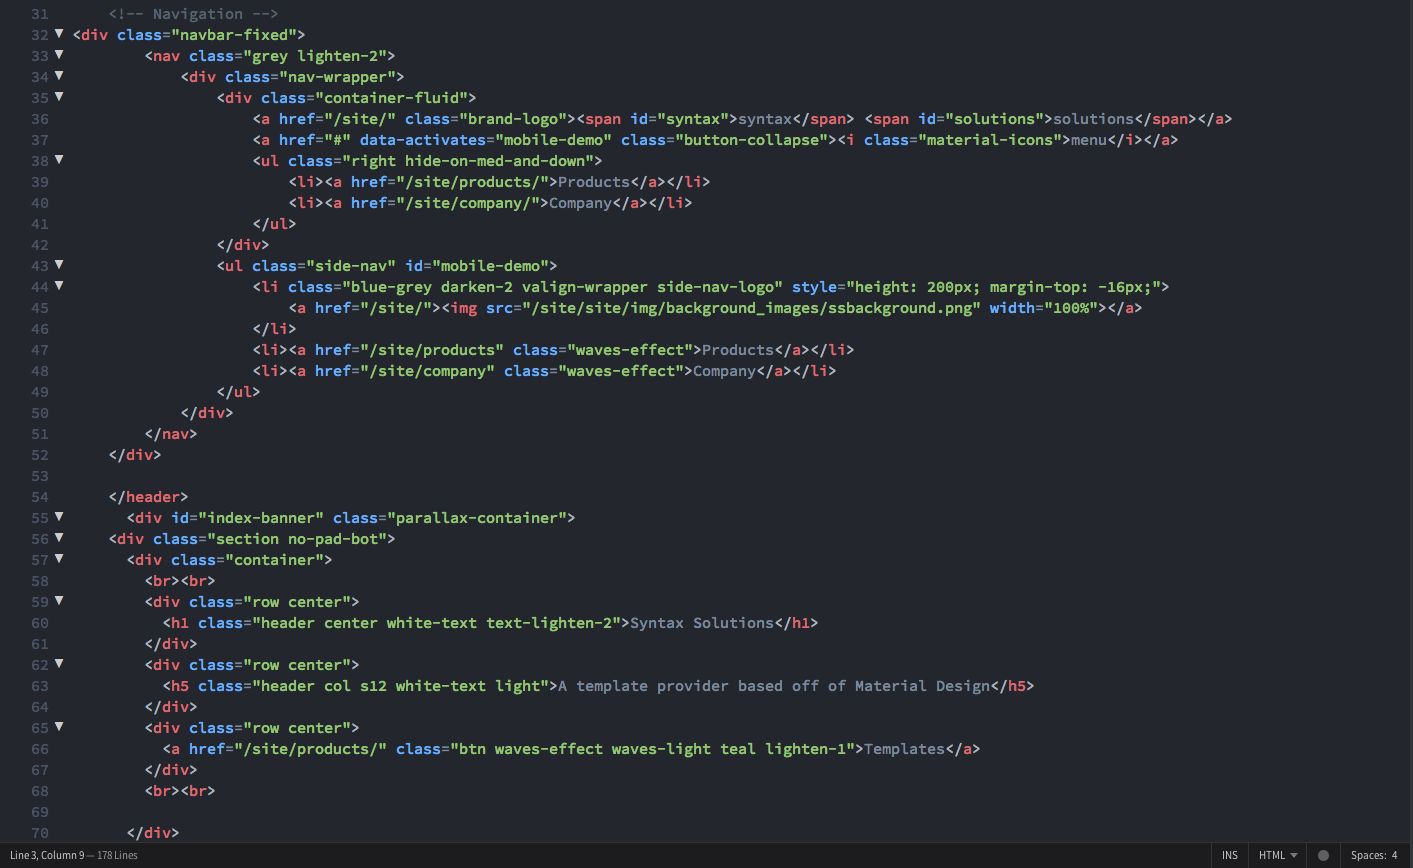 31 <!-- Navigation -->
32 <div class="navbar-fixed">
33 <nav class="grey lighten-2">
34 <div class="nav-wrapper">
35 <div class="container-fluid">
36 <a href="/site/" class="brand-logo"><span id="syntax">syntax</span> <span id="solutions">solutions</span></a>
37 <a href="#" data-activates="mobile-demo" class="button-collapse"><i class="material-icons">menu</i></a>
38 <ul class="right hide-on-med-and-down">
39 <li><a href="/site/products/">Products</a></li>
40 <li><a href="/site/company/">Company</a></li>
41 </ul>
42 </div>
43 <ul class="side-nav" id="mobile-demo">
44 <li class="blue-grey darken-2 valign-wrapper side-nav-logo" style="height: 200px; margin-top: -16px;">
45 <a href="/site/"><img src="/site/site/img/background_images/ssbackground.png" width="100%"></a>
46 </li>
47 <li><a href="/site/products" class="waves-effect">Products</a></li>
48 <li><a href="/site/company" class="waves-effect">Company</a></li>
49 </ul>
50 </div>
51 </nav>
52 </div>
53
54 </header>
55 <div id="index-banner" class="parallax-container">
56 <div class="section no-pad-bot">
57 <div class="container">
58 <br><br>
59 <div class="row center">
60 <h1 class="header center white-text text-lighten-2">Syntax Solutions</h1>
61 </div>
62 <div class="row center">
63 <h5 class="header col s12 white-text light">A template provider based off of Material Design</h5>
64 </div>
65 <div class="row center">
66 <a href="/site/products/" class="btn waves-effect waves-light teal lighten-1">Templates</a>
67 </div>
68 <br><br>
69
70 </div>
Line 3, Column 9 — 178 Lines INS HTML Spaces: 4